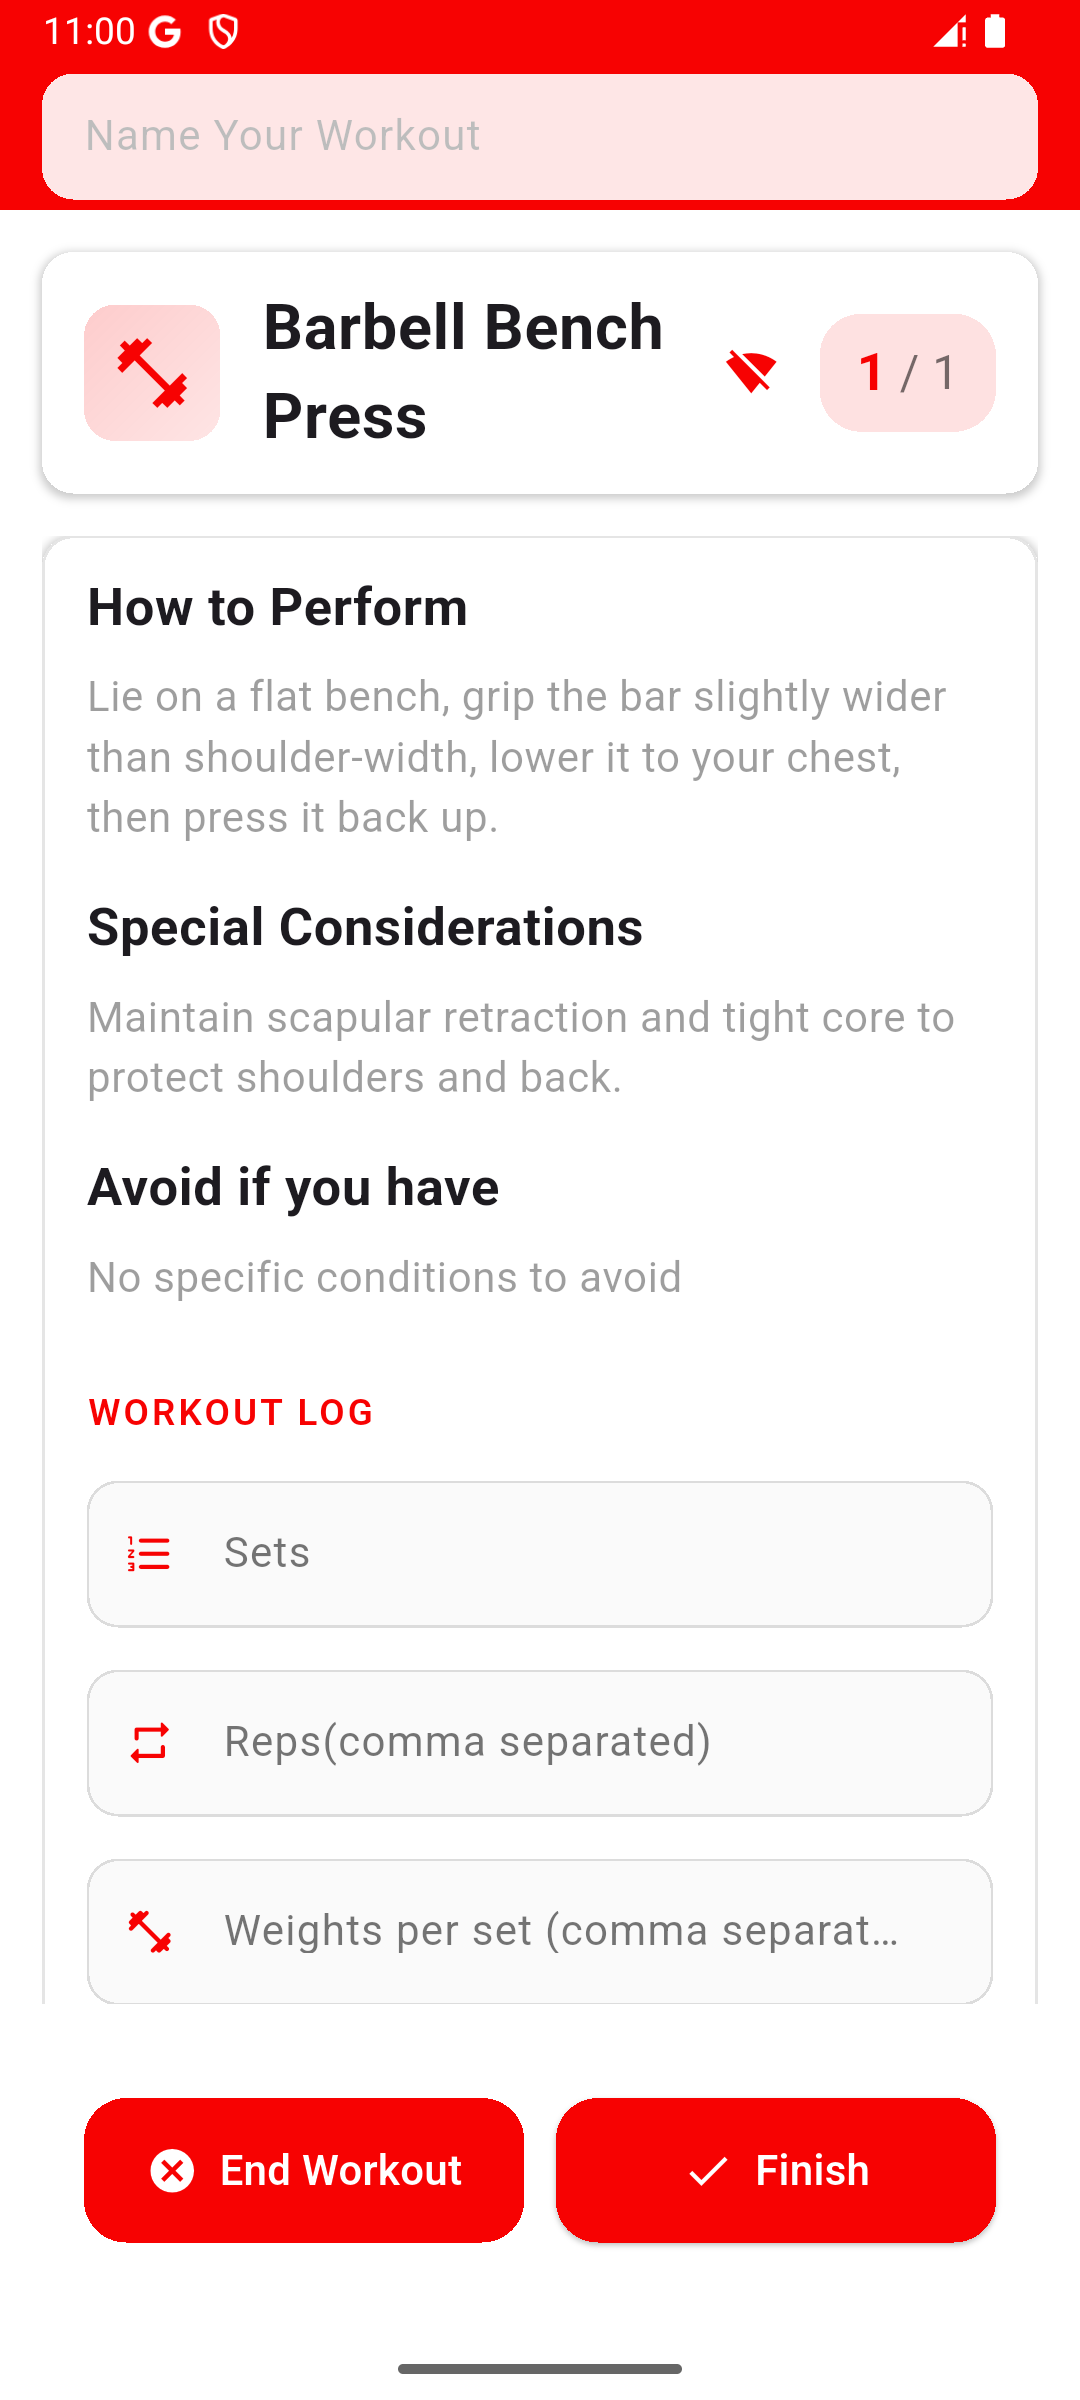 11:00
Name Your Workout
Barbell Bench
Press
1 / 1
How to Perform
Lie on a flat bench, grip the bar slightly wider
than shoulder-width, lower it to your chest,
then press it back up.
Special Considerations
Maintain scapular retraction and tight core to
protect shoulders and back.
Avoid if you have
No specific conditions to avoid
WORKOUT LOG
Sets
Reps(comma separated)
Weights per set (comma separat...
End Workout
Finish